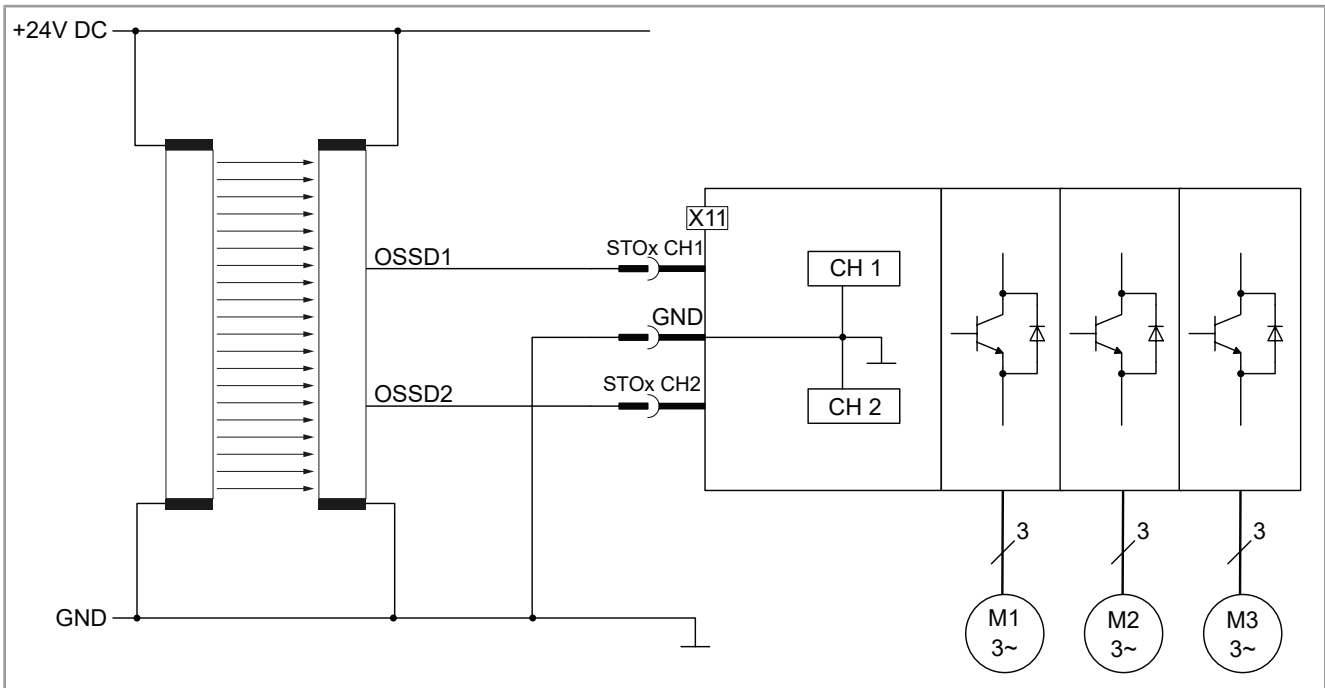 +24V DC
X11
STOx CH1
OSSD1
CH 1
GND
STOx CH2
OSSD2
CH 2
3
3
3
GND
M1
3~
M2
3~
M3
3~